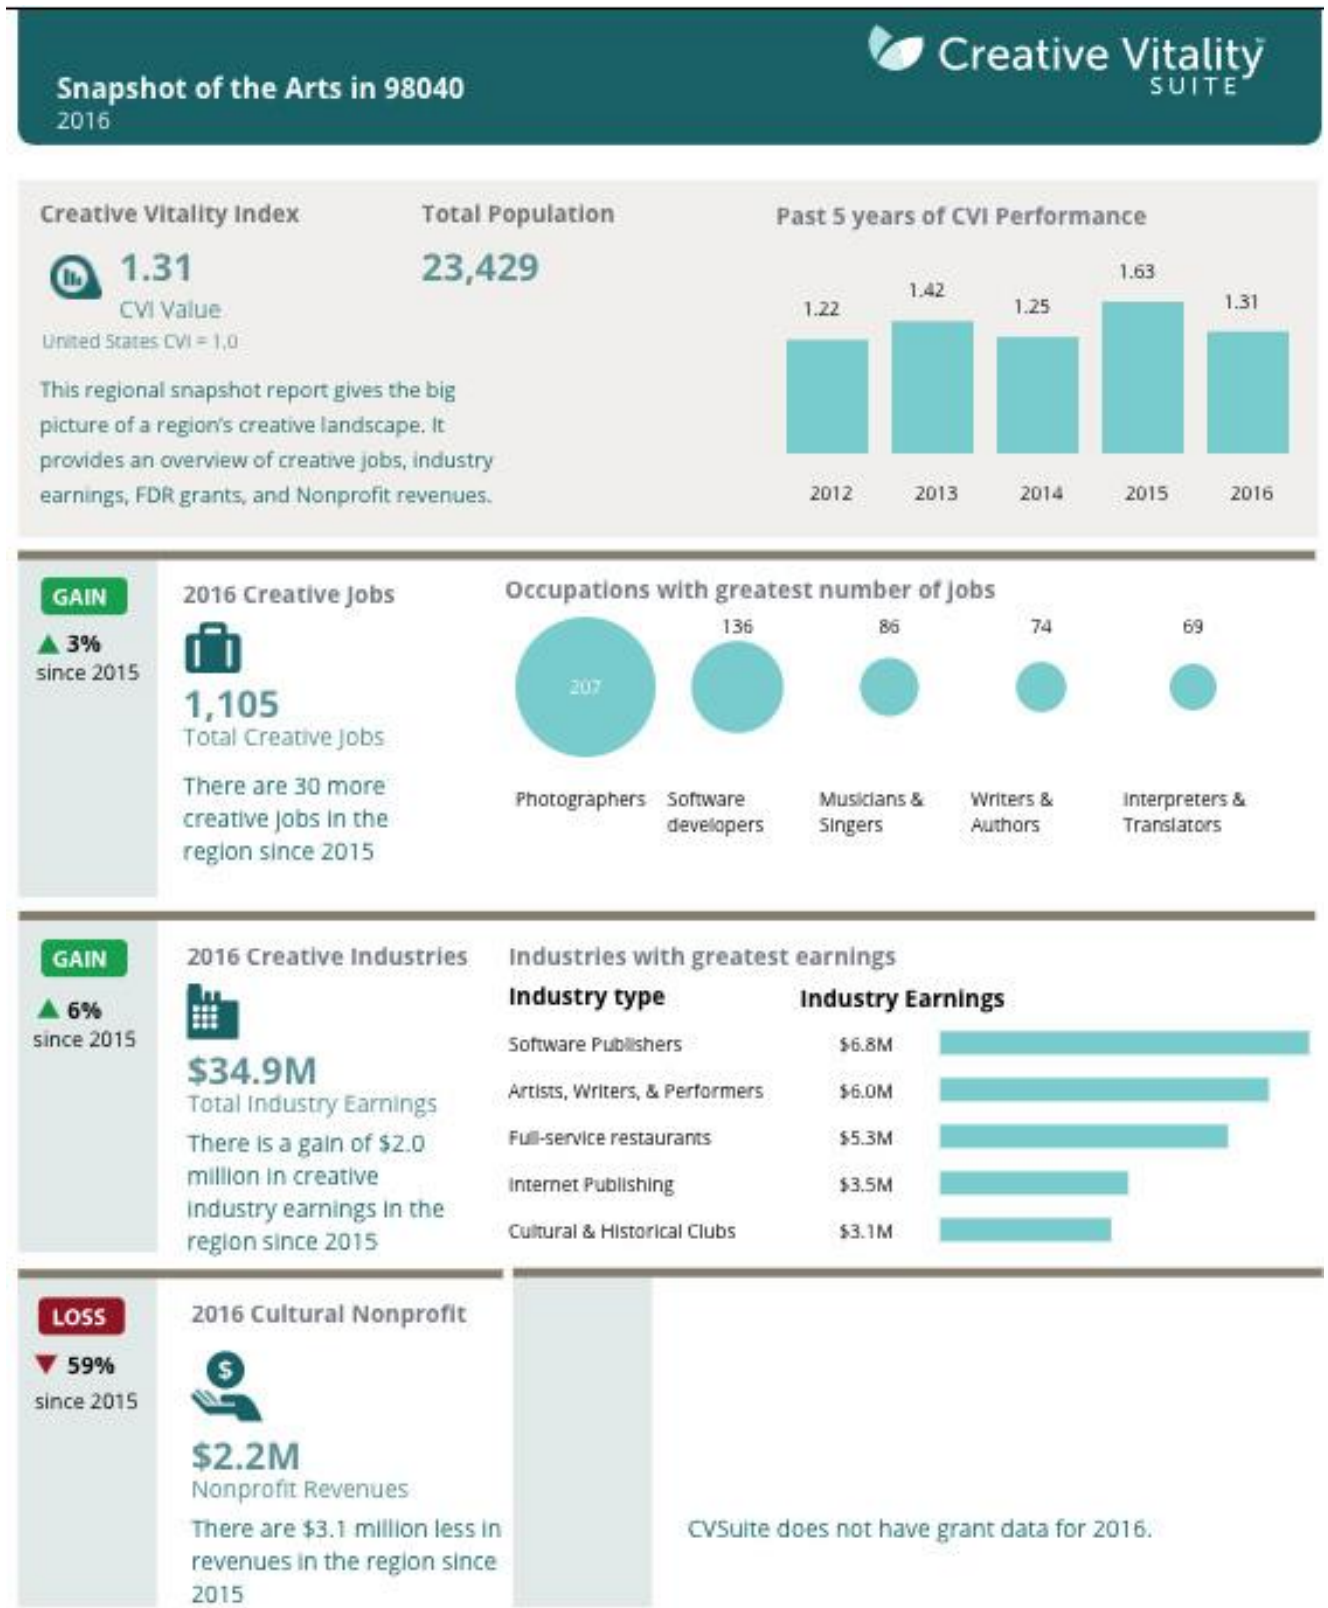 Snapshot of the Arts in 98040
2016
Creative Vitality™
SUITE
Creative Vitality Index
1.31
CVI Value
United States CVI = 1.0
Total Population
23,429
This regional snapshot report gives the big
picture of a region's creative landscape. It
provides an overview of creative jobs, industry
earnings, FDR grants, and Nonprofit revenues.
Past 5 years of CVI Performance
1.22 1.42 1.25 1.63 1.31
2012 2013 2014 2015 2016
GAIN
▲ 3%
since 2015
2016 Creative Jobs
1,105
Total Creative Jobs
There are 30 more
creative jobs in the
region since 2015
Occupations with greatest number of jobs
207 136 86 74 69
Photographers
Software
developers
Musicians &
Singers
Writers &
Authors
Interpreters &
Translators
GAIN
▲ 6%
since 2015
2016 Creative Industries
$34.9M
Total Industry Earnings
There is a gain of $2.0
million in creative
industry earnings in the
region since 2015
Industries with greatest earnings
Industry type Industry Earnings
Software Publishers $6.8M
Artists, Writers, & Performers $6.0M
Full-service restaurants $5.3M
Internet Publishing $3.5M
Cultural & Historical Clubs $3.1M
LOSS
▼ 59%
since 2015
2016 Cultural Nonprofit
$
$2.2M
Nonprofit Revenues
There are $3.1 million less in
revenues in the region since
2015
CVSuite does not have grant data for 2016.